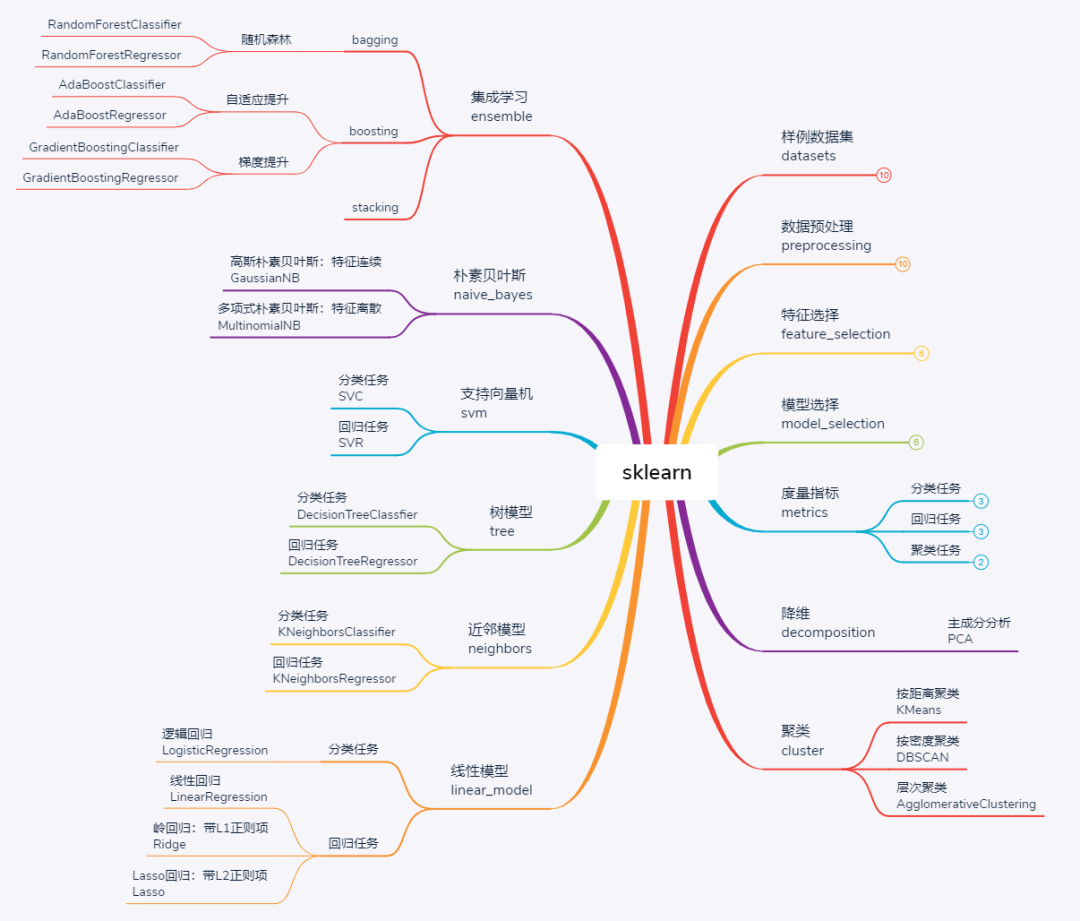 sklearn
集成学习
ensemble
bagging
随机森林
RandomForestClassifier
RandomForestRegressor
boosting
自适应提升
AdaBoostClassifier
AdaBoostRegressor
梯度提升
GradientBoostingClassifier
GradientBoostingRegressor
stacking
朴素贝叶斯
naive_bayes
高斯朴素贝叶斯：特征连续
GaussianNB
多项式朴素贝叶斯：特征离散
MultinomialNB
支持向量机
svm
分类任务
SVC
回归任务
SVR
树模型
tree
分类任务
DecisionTreeClassfier
回归任务
DecisionTreeRegressor
近邻模型
neighbors
分类任务
KNeighborsClassifier
回归任务
KNeighborsRegressor
线性模型
linear_model
分类任务
逻辑回归
LogisticRegression
回归任务
线性回归
LinearRegression
岭回归：带L1正则项
Ridge
Lasso回归：带L2正则项
Lasso
样例数据集
datasets
10
数据预处理
preprocessing
10
特征选择
feature_selection
6
模型选择
model_selection
6
度量指标
metrics
分类任务
3
回归任务
3
聚类任务
2
降维
decomposition
主成分分析
PCA
聚类
cluster
按距离聚类
KMeans
按密度聚类
DBSCAN
层次聚类
AgglomerativeClustering